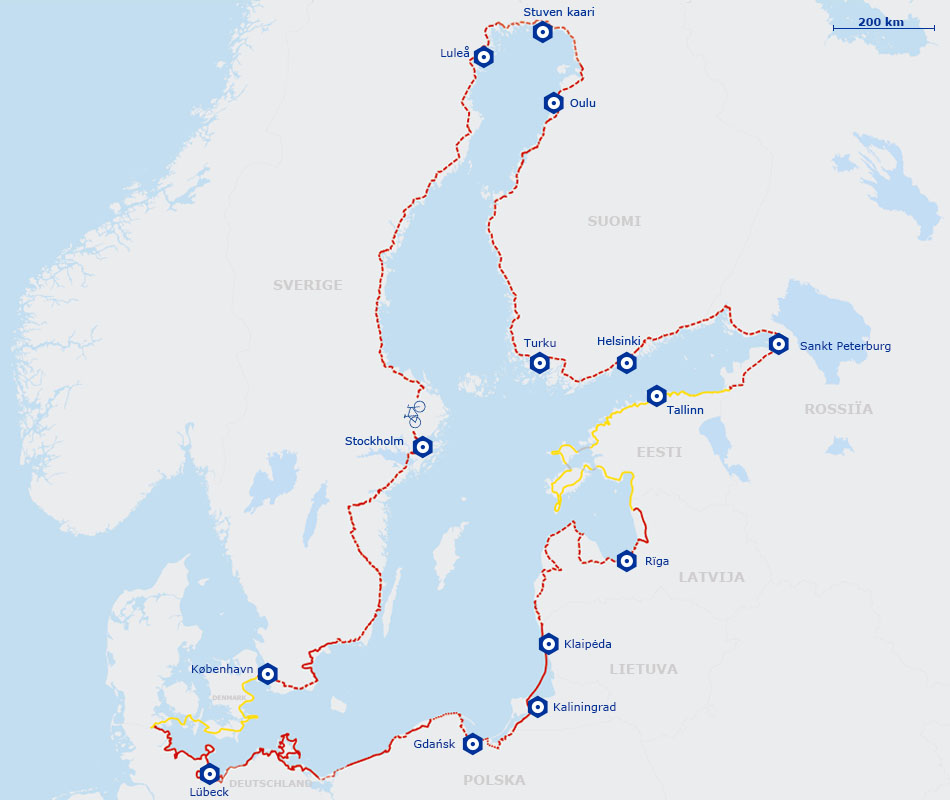 Stuven kaari
200 km
Luleå
Oulu
SUOMI
SVERIGE
Turku
Helsinki
Sankt Peterburg
Tallinn
ROSSIÏA
Stockholm
EESTI
Rīga
LATVIJA
Klaipėda
København
LIETUVA
DENMARK
Kaliningrad
Gdańsk
POLSKA
DEUTSCHLAND
Lübeck